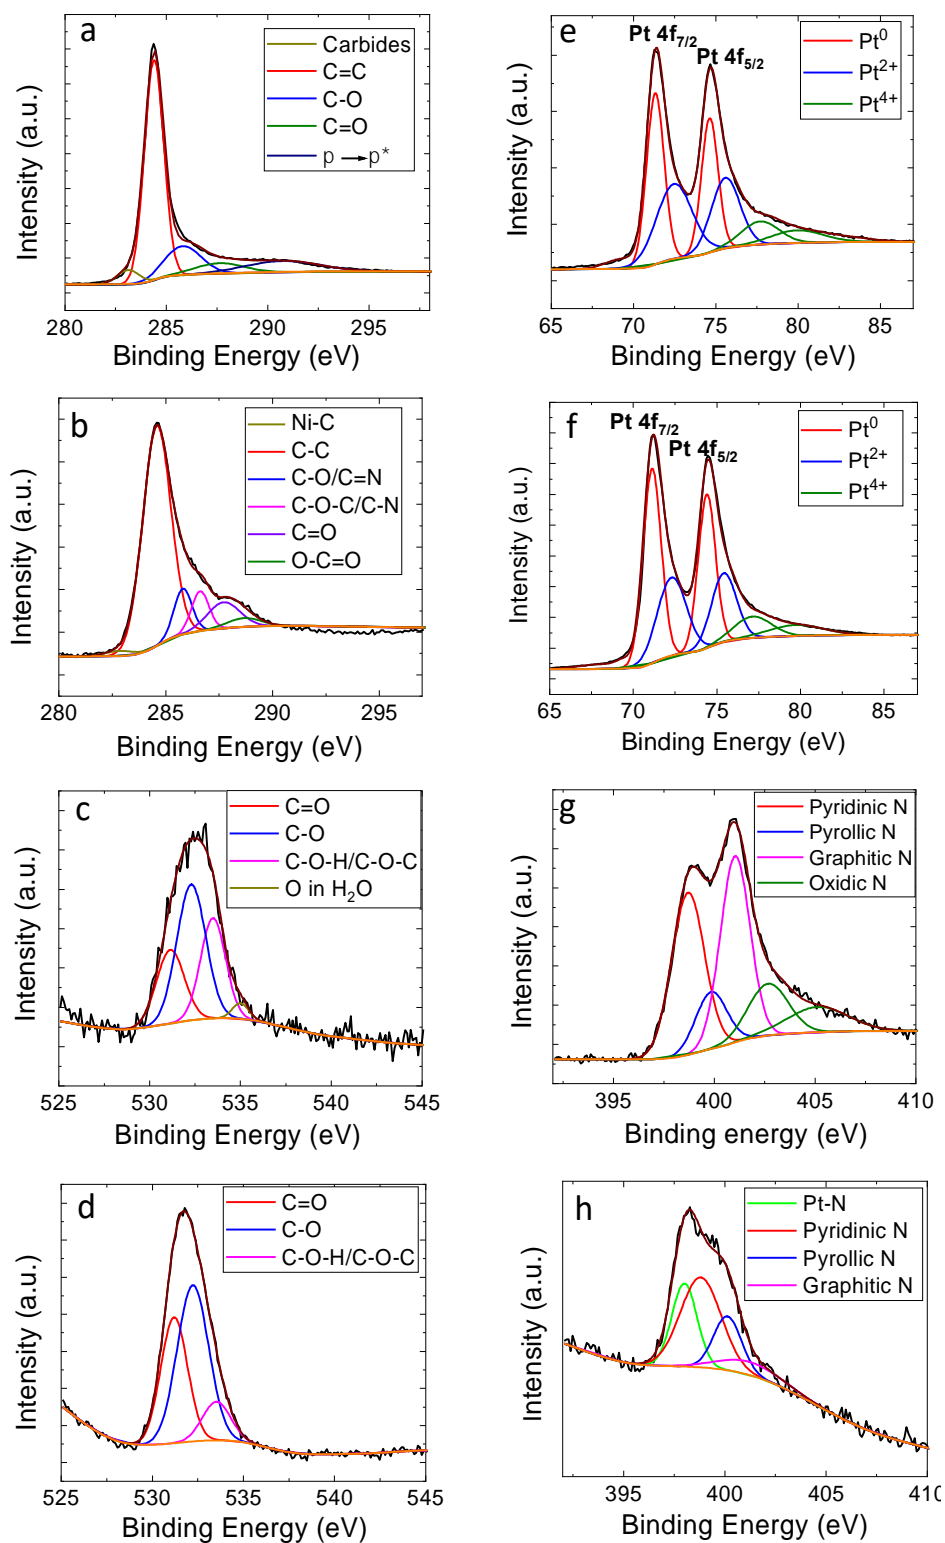 a
Carbides
C=C
C-O
C=O
p →p*
Intensity (a.u.)
280 285 290 295
Binding Energy (eV)
e
Pt 4f7/2
Pt 4f5/2
Pt0
Pt2+
Pt4+
Intensity (a.u.)
65 70 75 80 85
Binding Energy (eV)
b
Ni-C
C-C
C-O/C=N
C-O-C/C-N
C=O
O-C=O
Intensity (a.u.)
280 285 290 295
Binding Energy (eV)
f
Pt 4f7/2
Pt 4f5/2
Pt0
Pt2+
Pt4+
Intensity (a.u.)
65 70 75 80 85
Binding Energy (eV)
c
C=O
C-O
C-O-H/C-O-C
O in H2O
Intensity (a.u.)
525 530 535 540 545
Binding Energy (eV)
g
Pyridinic N
Pyrollic N
Graphitic N
Oxidic N
Intensity (a.u.)
395 400 405 410
Binding energy (eV)
d
C=O
C-O
C-O-H/C-O-C
Intensity (a.u.)
525 530 535 540 545
Binding Energy (eV)
h
Pt-N
Pyridinic N
Pyrollic N
Graphitic N
Intensity (a.u.)
395 400 405 410
Binding Energy (eV)